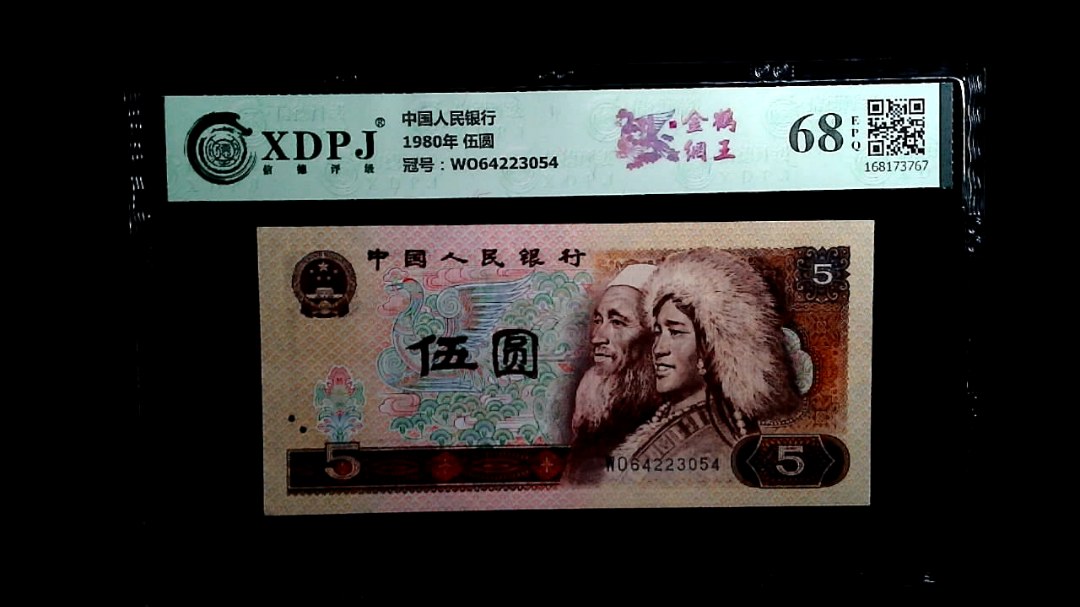 XDPJ®
信德评级
中国人民银行
1980年 伍圆
冠号：WO64223054
金鹤
纲王
68
EPQ
168173767
中国人民银行
5
伍圆
5
WO64223054
5